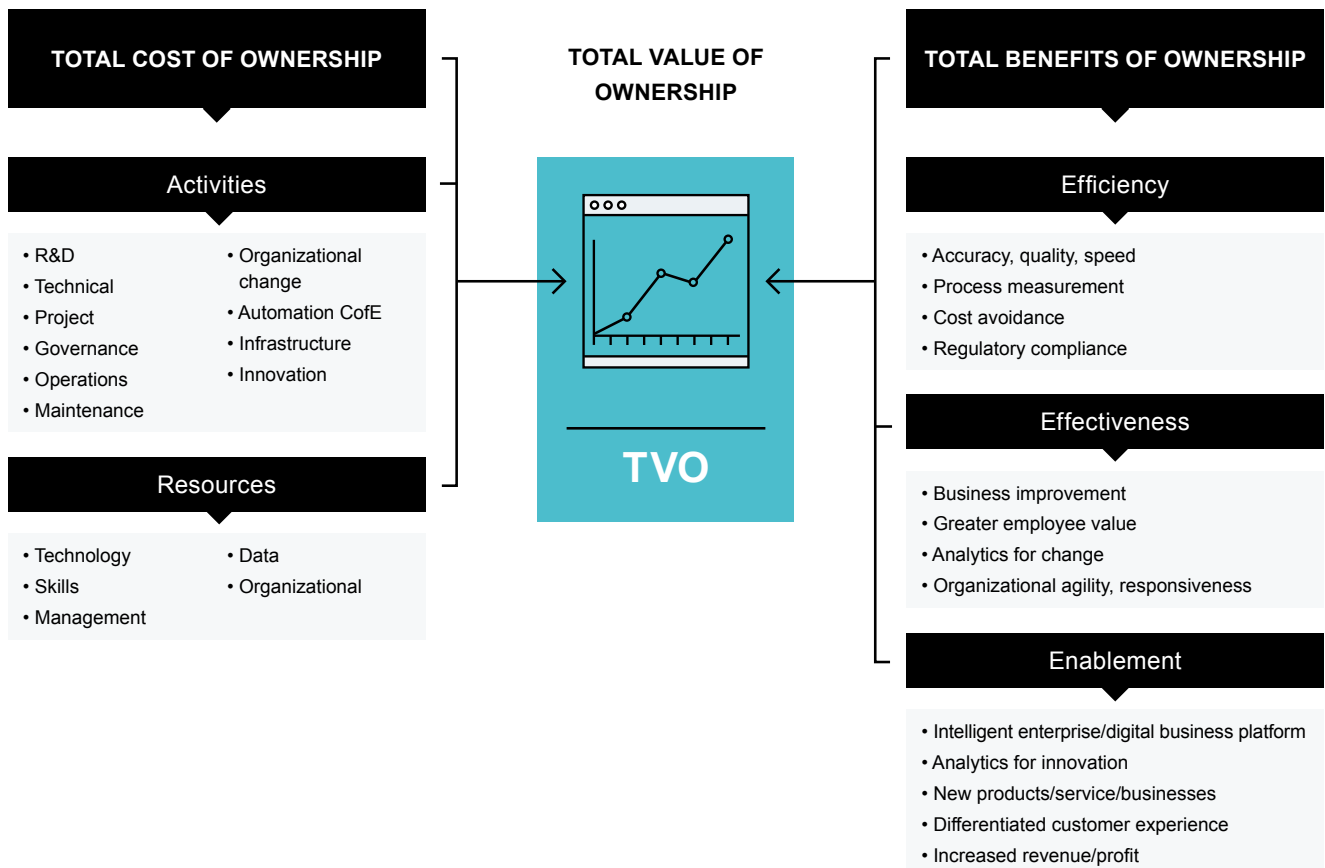 TOTAL COST OF OWNERSHIP
Activities
• R&D
• Technical
• Project
• Governance
• Operations
• Maintenance
• Organizational
change
• Automation CofE
• Infrastructure
• Innovation
Resources
• Technology
• Skills
• Management
• Data
• Organizational
TOTAL VALUE OF
OWNERSHIP
TVO
TOTAL BENEFITS OF OWNERSHIP
Efficiency
• Accuracy, quality, speed
• Process measurement
• Cost avoidance
• Regulatory compliance
Effectiveness
• Business improvement
• Greater employee value
• Analytics for change
• Organizational agility, responsiveness
Enablement
• Intelligent enterprise/digital business platform
• Analytics for innovation
• New products/service/businesses
• Differentiated customer experience
• Increased revenue/profit